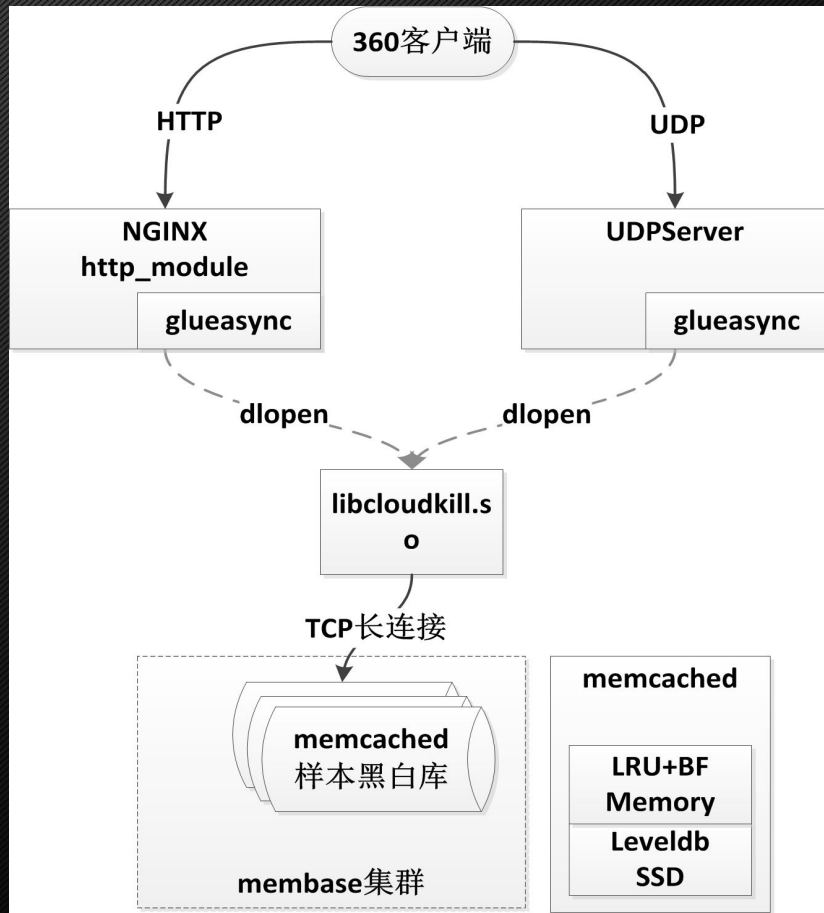 360客户端
HTTP
UDP
NGINX
http_module
glueasync
UDPServer
glueasync
dlopen
dlopen
libcloudkill.s
o
TCP长连接
memcached
样本黑白库
membase集群
memcached
LRU+BF
Memory
Leveldb
SSD